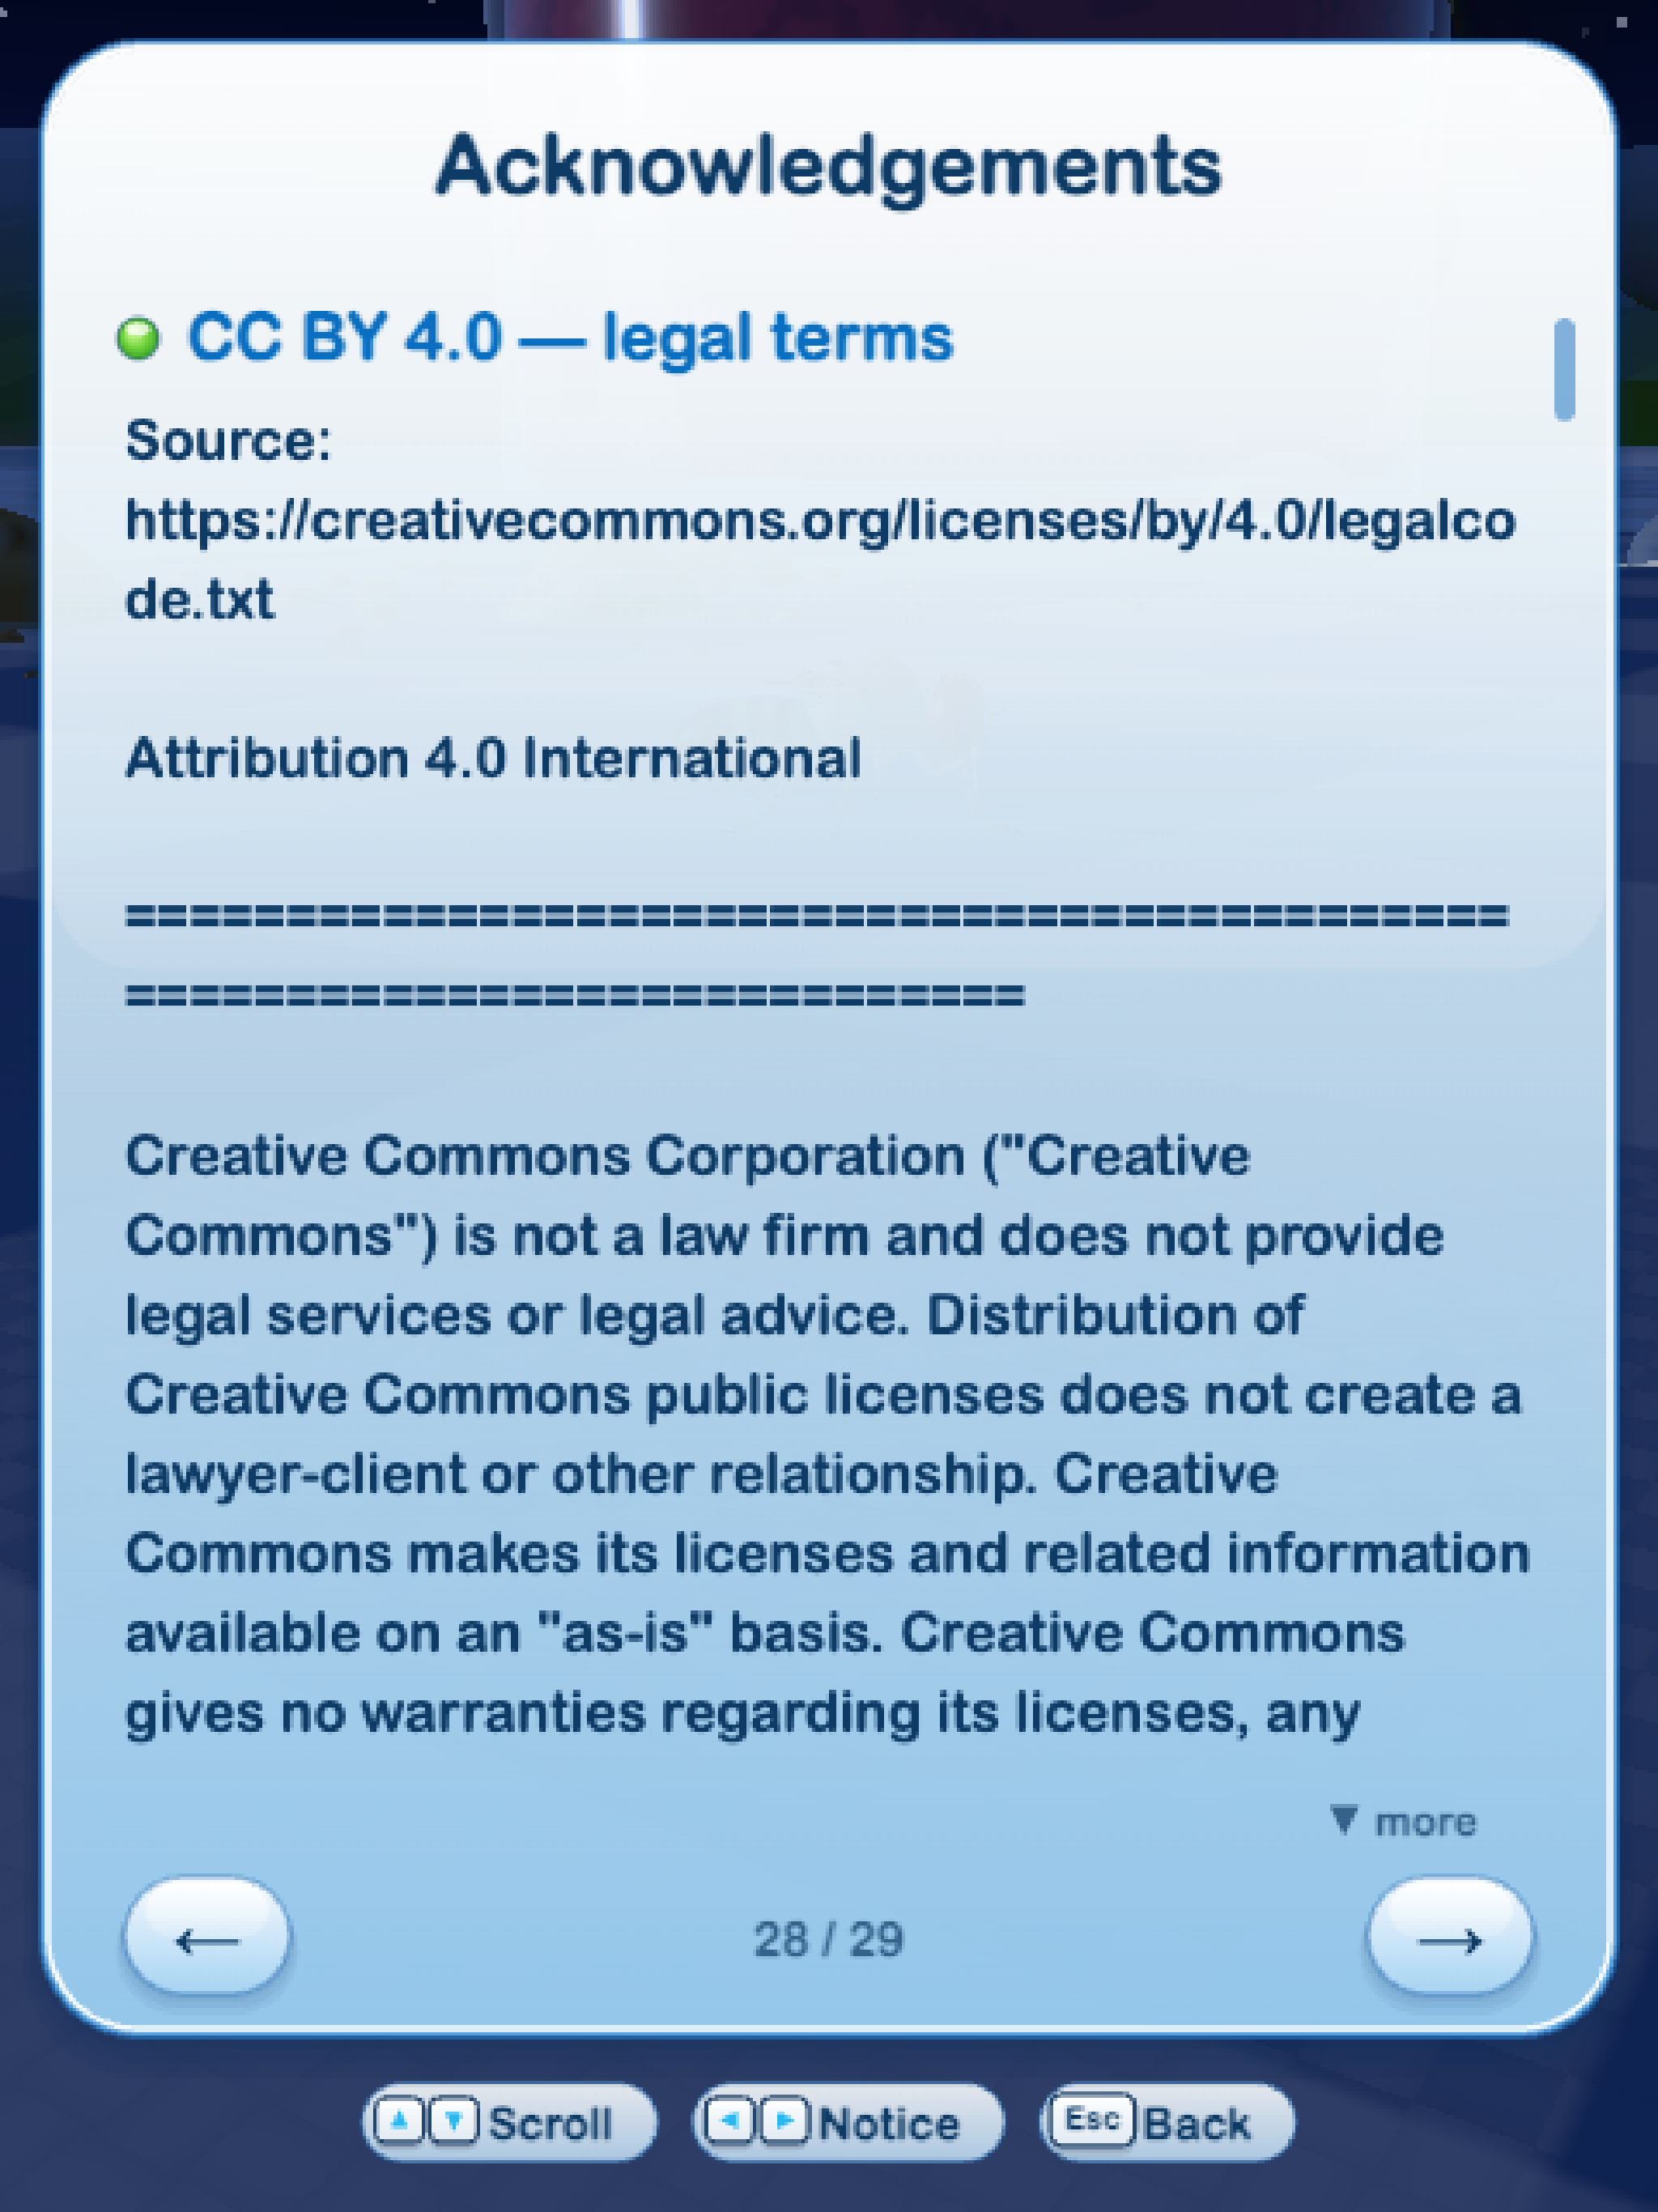 Acknowledgements
CC BY 4.0 — legal terms
Source:
https://creativecommons.org/licenses/by/4.0/legalco
de.txt
Attribution 4.0 International
===========================================
============================
Creative Commons Corporation ("Creative
Commons") is not a law firm and does not provide
legal services or legal advice. Distribution of
Creative Commons public licenses does not create a
lawyer-client or other relationship. Creative
Commons makes its licenses and related information
available on an "as-is" basis. Creative Commons
gives no warranties regarding its licenses, any
▼ more
← 28 / 29 →
▲ ▼ Scroll ◄ ► Notice Esc Back